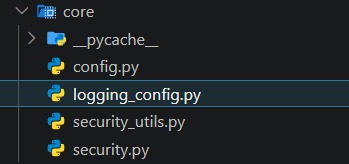 core
__pycache__
config.py
logging_config.py
security_utils.py
security.py